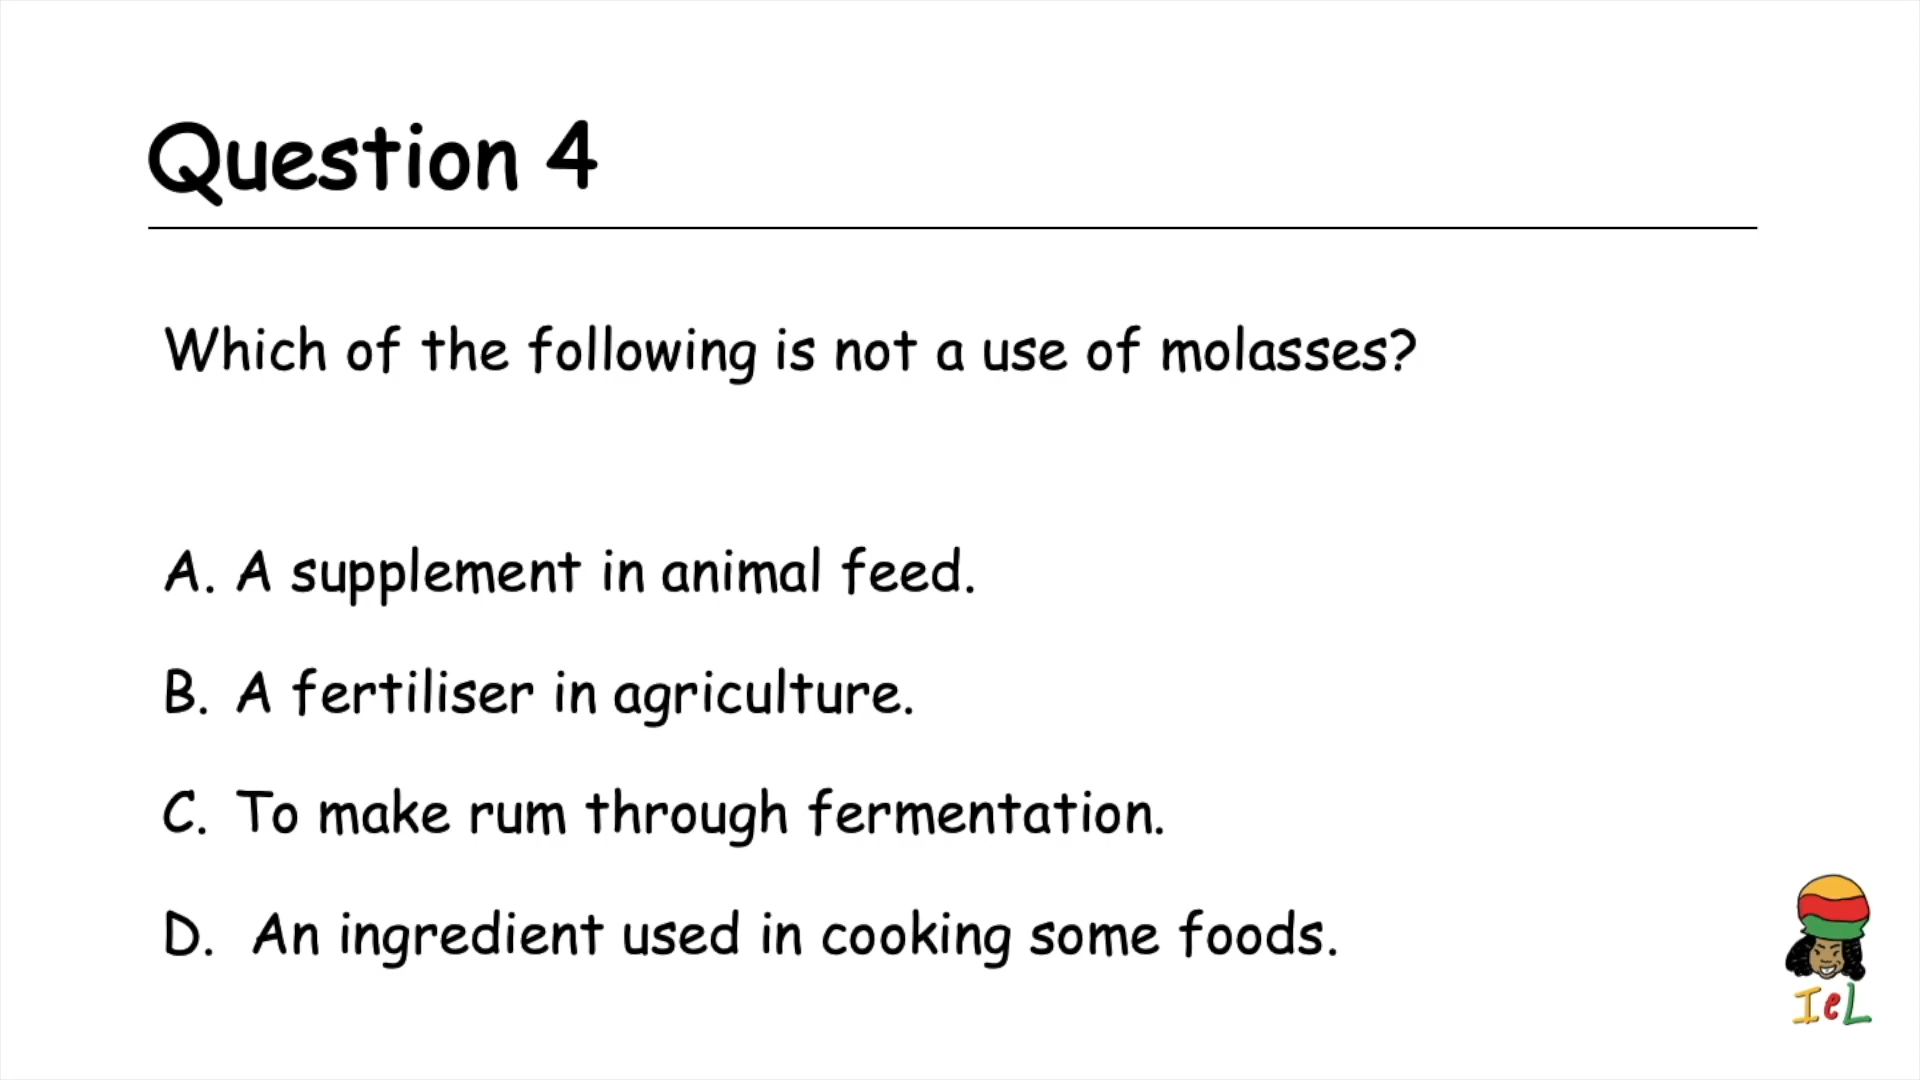 Question 4
Which of the following is not a use of molasses?
A. A supplement in animal feed.
B. A fertiliser in agriculture.
C. To make rum through fermentation.
D. An ingredient used in cooking some foods.
IeL